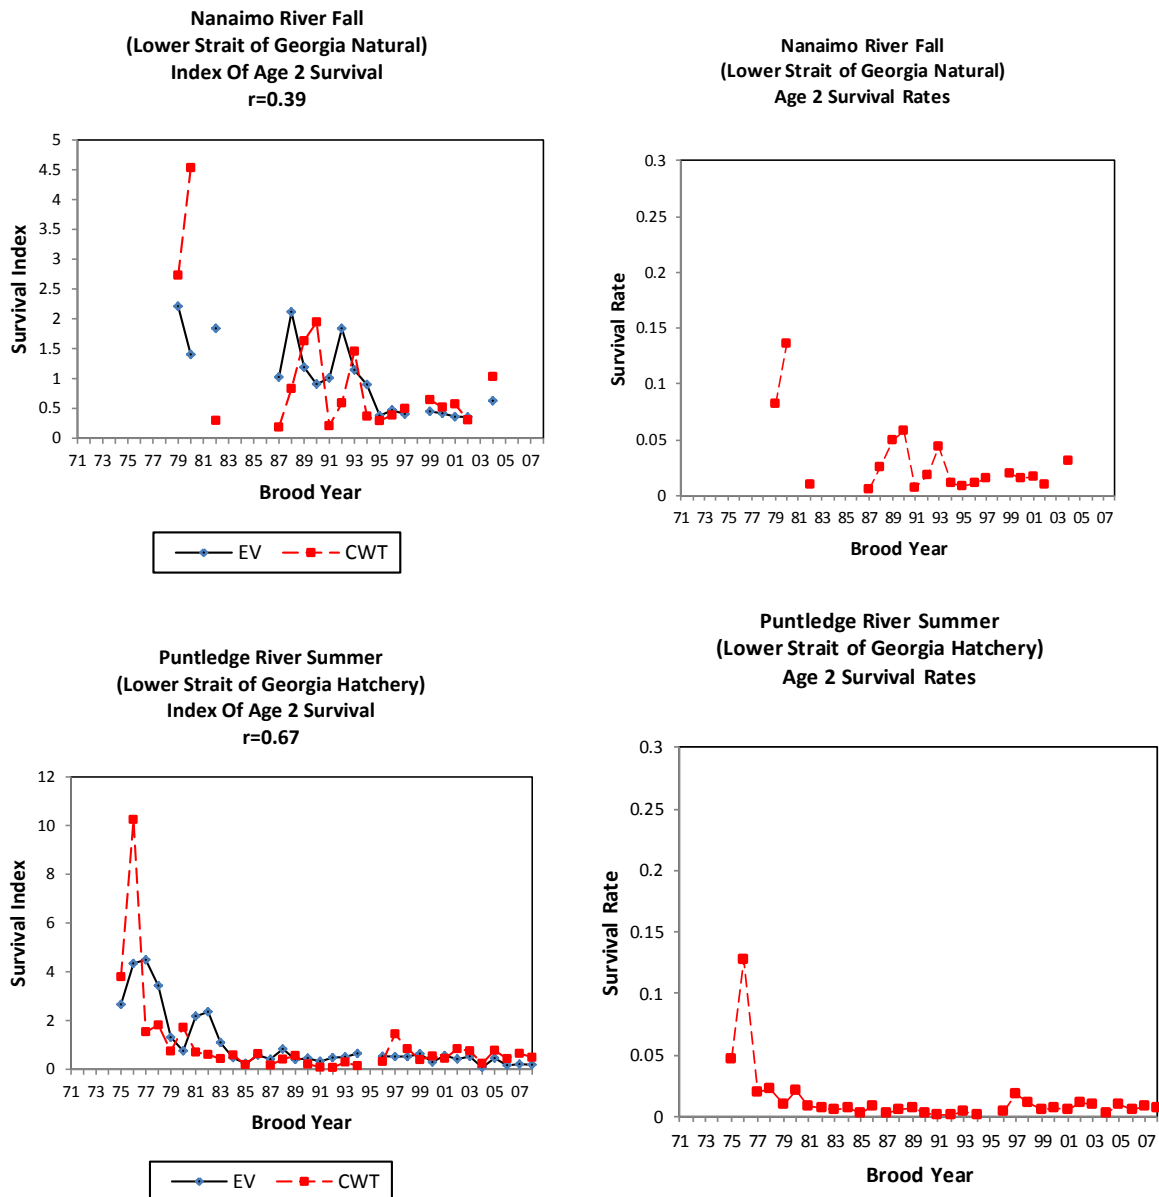 Nanaimo River Fall
(Lower Strait of Georgia Natural)
Index Of Age 2 Survival
r=0.39
5
4.5
4
3.5
3
2.5
2
1.5
1
0.5
0
Survival Index
71 73 75 77 79 81 83 85 87 89 91 93 95 97 99 01 03 05 07
Brood Year
EV CWT
Nanaimo River Fall
(Lower Strait of Georgia Natural)
Age 2 Survival Rates
0.3
0.25
0.2
0.15
0.1
0.05
0
Survival Rate
71 73 75 77 79 81 83 85 87 89 91 93 95 97 99 01 03 05 07
Brood Year
Puntledge River Summer
(Lower Strait of Georgia Hatchery)
Index Of Age 2 Survival
r=0.67
12
10
8
6
4
2
0
Survival Index
71 73 75 77 79 81 83 85 87 89 91 93 95 97 99 01 03 05 07
Brood Year
EV CWT
Puntledge River Summer
(Lower Strait of Georgia Hatchery)
Age 2 Survival Rates
0.3
0.25
0.2
0.15
0.1
0.05
0
Survival Rate
71 73 75 77 79 81 83 85 87 89 91 93 95 97 99 01 03 05 07
Brood Year